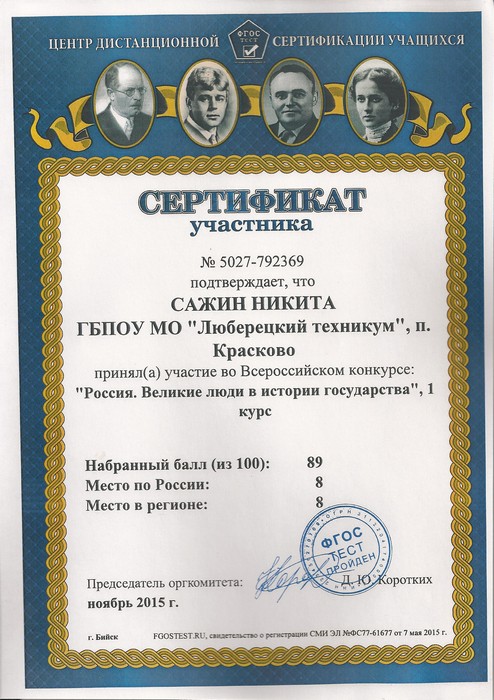 ЦЕНТР ДИСТАНЦИОННОЙ
ФГОС
ТЕСТ
СЕРТИФИКАЦИИ УЧАЩИХСЯ
СЕРТИФИКАТ
участника
№ 5027-792369
подтверждает, что
САЖИН НИКИТА
ГБПОУ МО "Люберецкий техникум", п.
Красково
принял(а) участие во Всероссийском конкурсе:
"Россия. Великие люди в истории государства", 1
курс
Набранный балл (из 100): 89
Место по России: 8
Место в регионе: 8
ФГОС
ТЕСТ
ПРОЙДЕН
Председатель оргкомитета: Д. Ю. Коротких
ноябрь 2015 г.
г. Бийск
FGOSTEST.RU, свидетельство о регистрации СМИ ЭЛ №ФС77-61677 от 7 мая 2015 г.